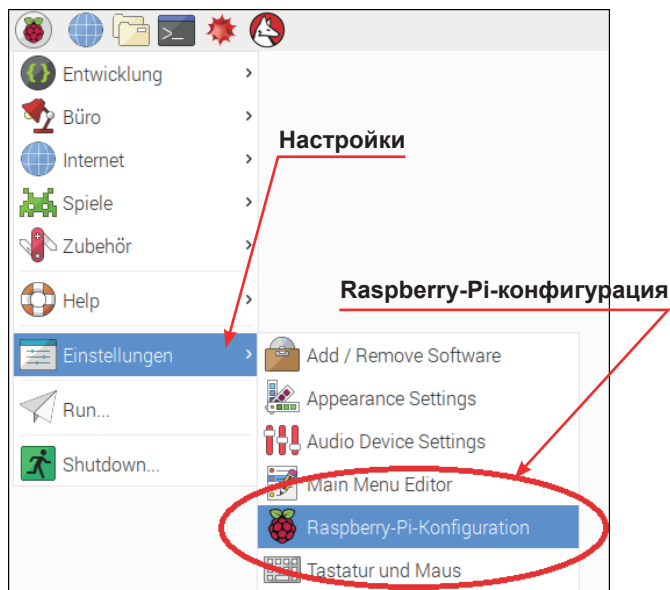 Entwicklung
Büro
Настройки
Internet
Spiele
Zubehör
Raspberry-Pi-конфигурация
Help
Einstellungen
Add / Remove Software
Appearance Settings
Run...
Audio Device Settings
Shutdown...
Main Menu Editor
Raspberry-Pi-Konfiguration
Tastatur und Maus